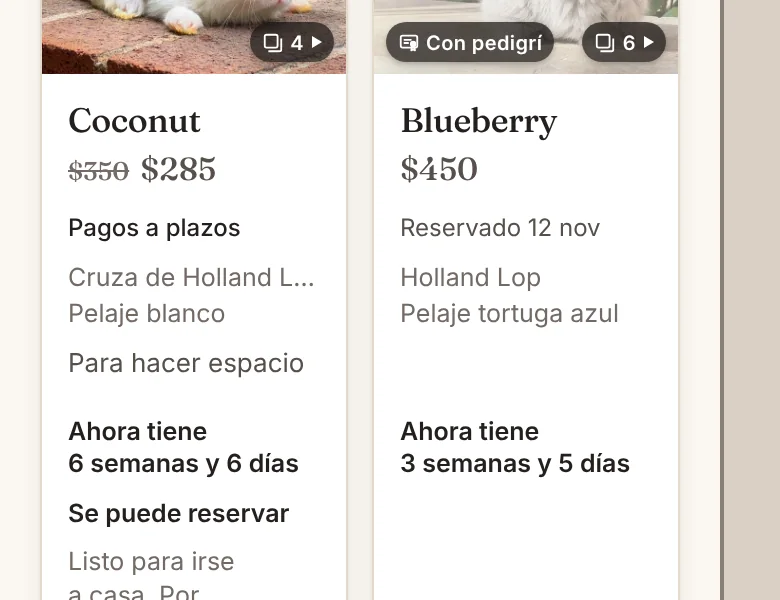 4
Coconut
$350 $285
Pagos a plazos
Cruza de Holland L...
Pelaje blanco
Para hacer espacio
Ahora tiene
6 semanas y 6 días
Se puede reservar
Listo para irse
a casa. Por
Con pedigrí
6
Blueberry
$450
Reservado 12 nov
Holland Lop
Pelaje tortuga azul
Ahora tiene
3 semanas y 5 días